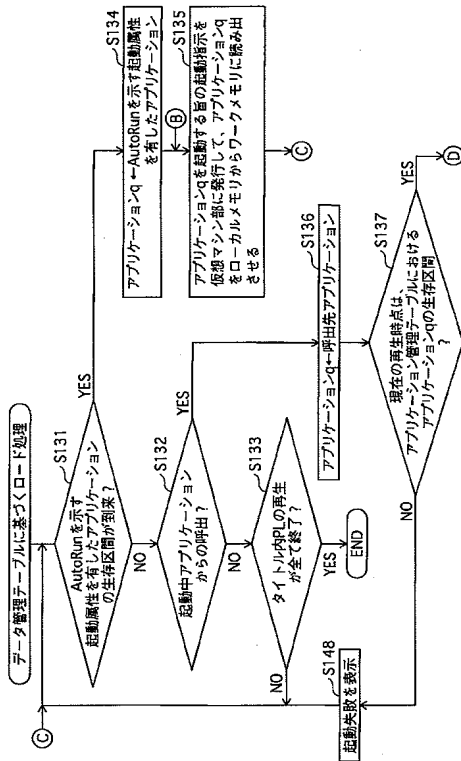 データ管理テーブルに基づくロード処理
C
S131
AutoRunを示す
起動属性を有したアプリケーション
の生存区間が到来?
YES
NO
S134
アプリケーションq ←AutoRunを示す起動属性
を有したアプリケーション
B
S135
アプリケーションqを起動する旨の起動指示を
仮想マシン部に発行して、アプリケーションq
をローカルメモリからワークメモリに読み出
させる
C
S132
起動中アプリケーション
からの呼出?
YES
NO
S136
アプリケーションq←呼出先アプリケーション
S133
タイトル内PLの再生
が全て終了?
NO
YES
END
S137
現在の再生時点は、
アプリケーション管理テーブルにおける
アプリケーションqの生存区間
?
YES
D
NO
S148
起動失敗を表示